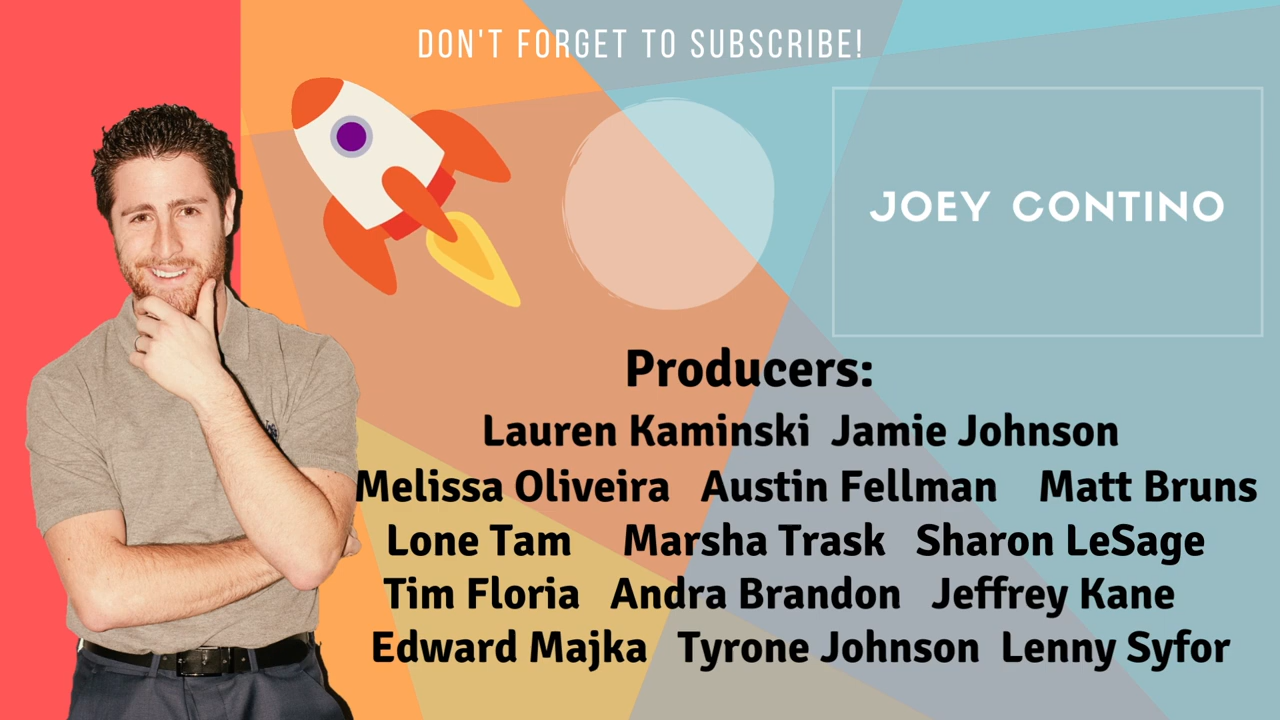 DON'T FORGET TO SUBSCRIBE!
JOEY CONTINO
Producers:
Lauren Kaminski Jamie Johnson
Melissa Oliveira Austin Fellman Matt Bruns
Lone Tam Marsha Trask Sharon LeSage
Tim Floria Andra Brandon Jeffrey Kane
Edward Majka Tyrone Johnson Lenny Syfor